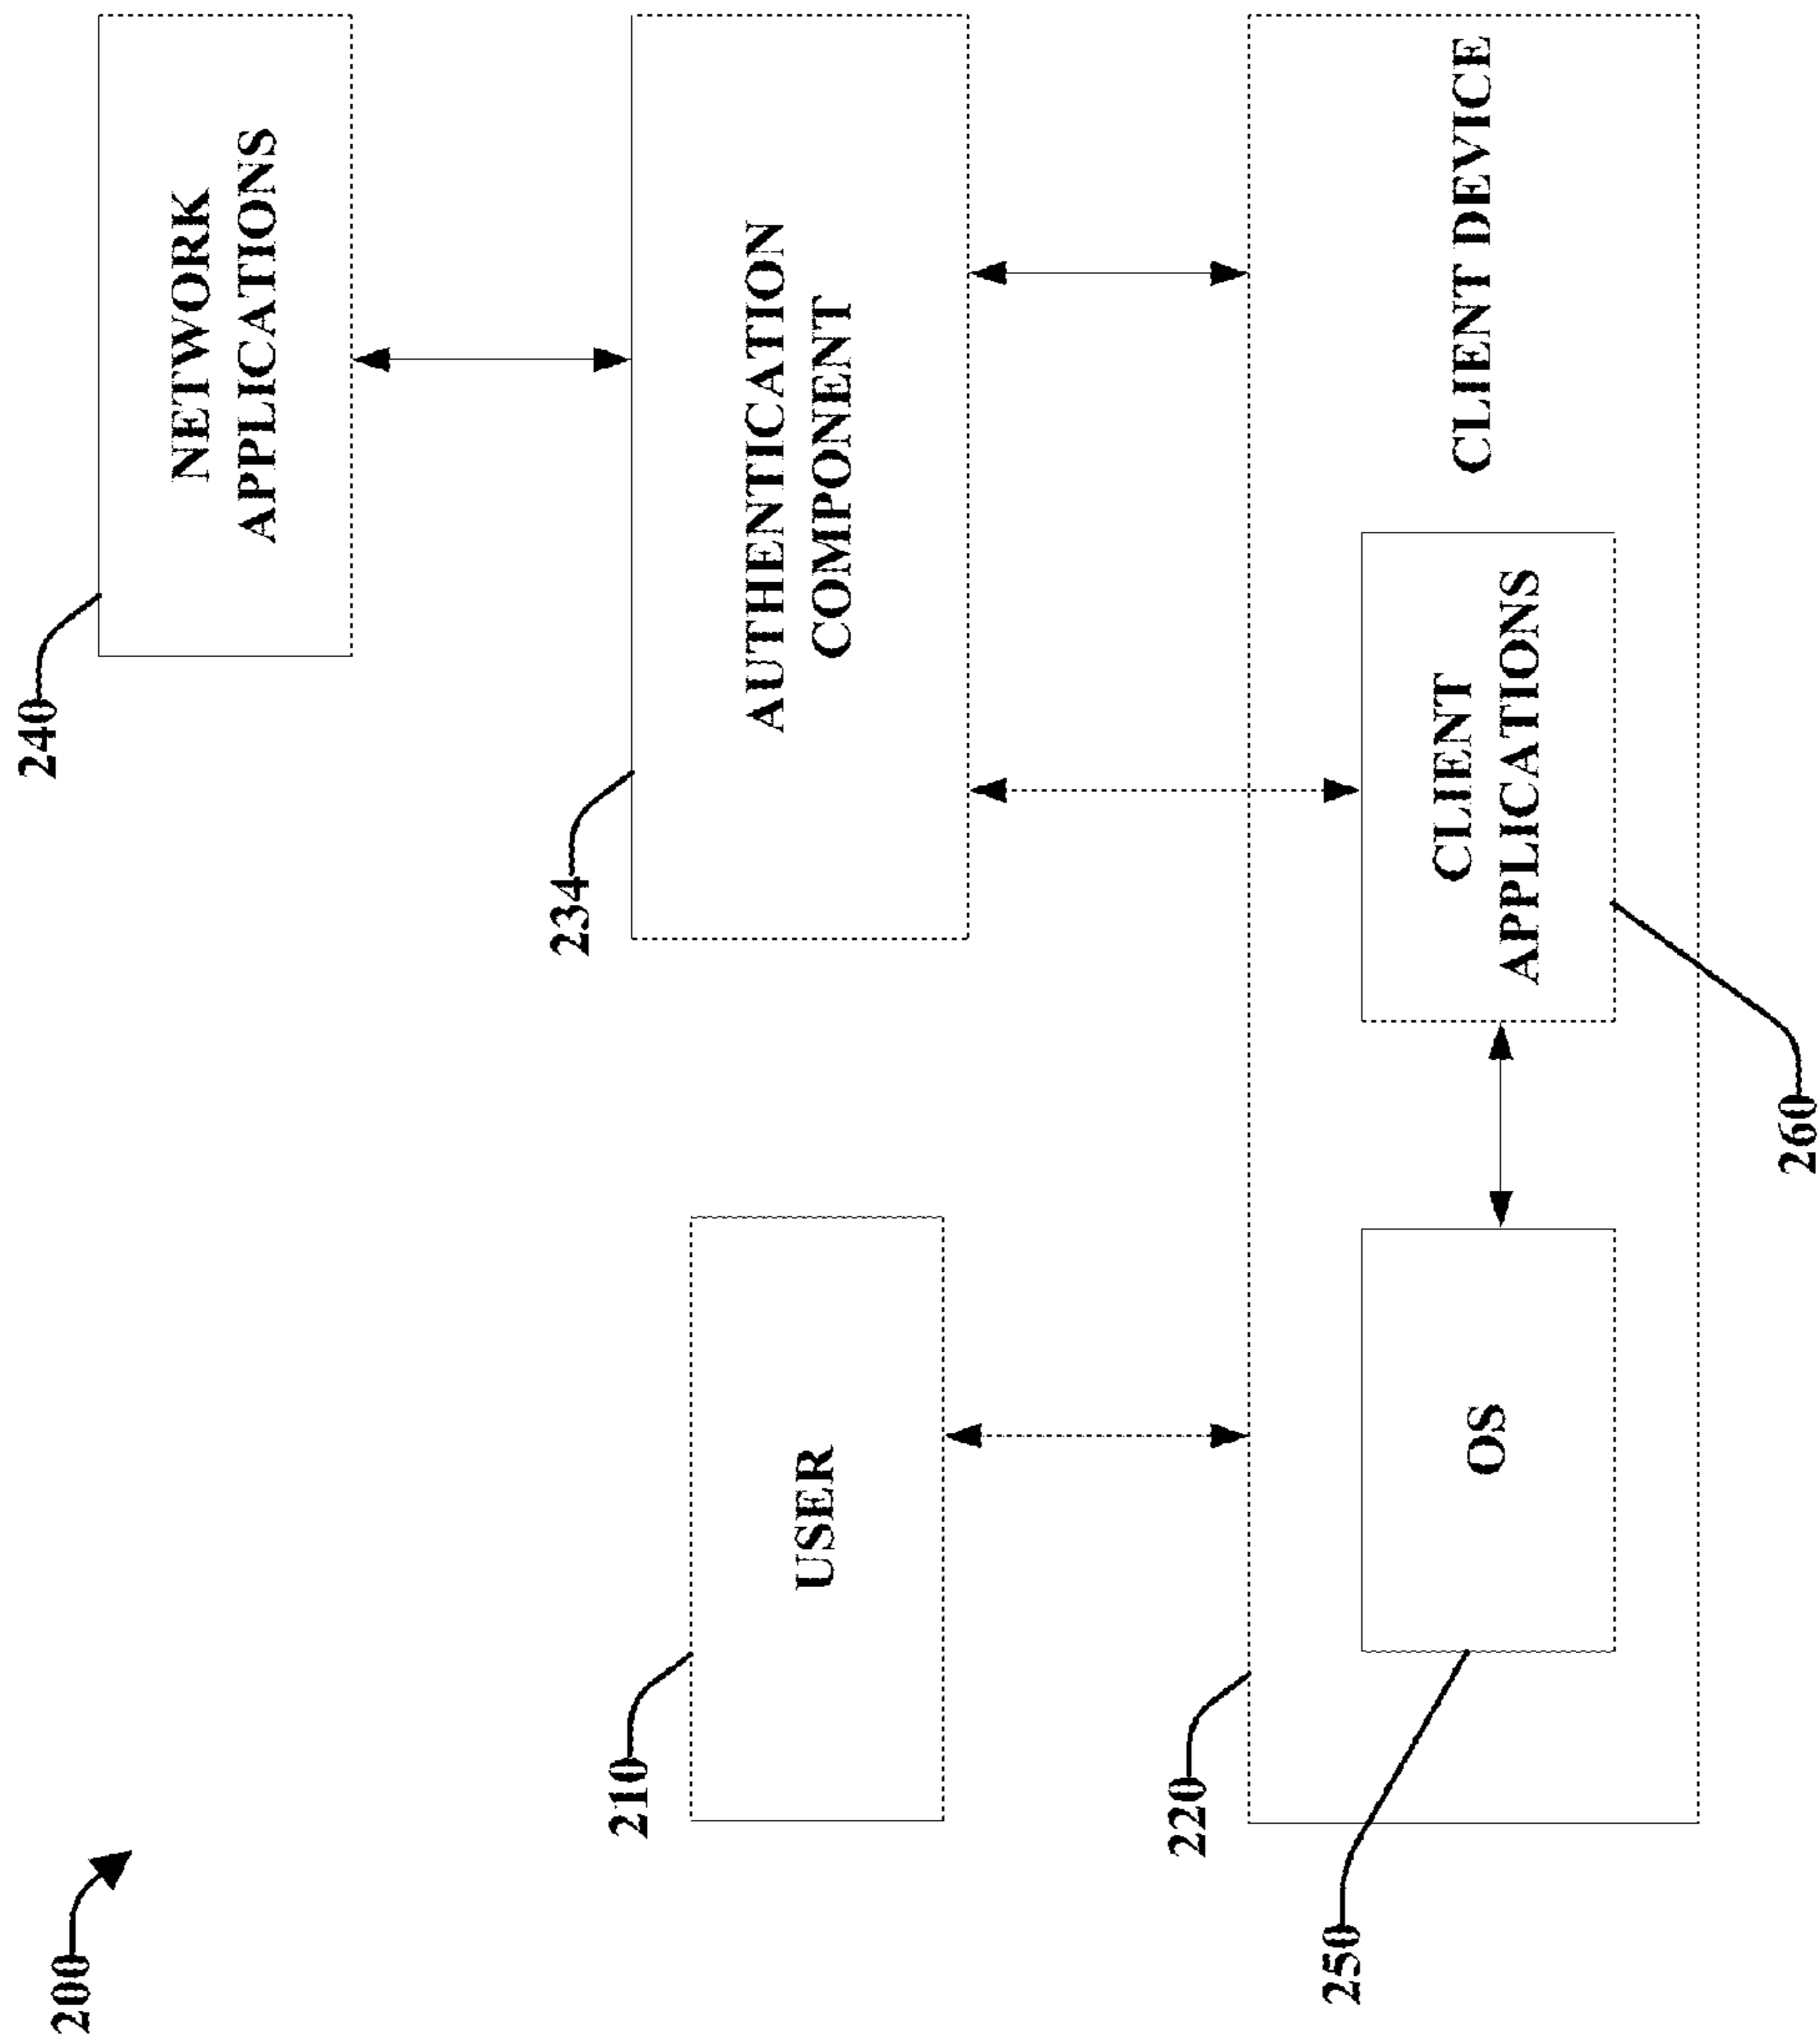 200
240
NETWORK
APPLICATIONS
210
USER
234
AUTHENTICATION
COMPONENT
220
CLIENT DEVICE
250
OS
CLIENT
APPLICATIONS
260